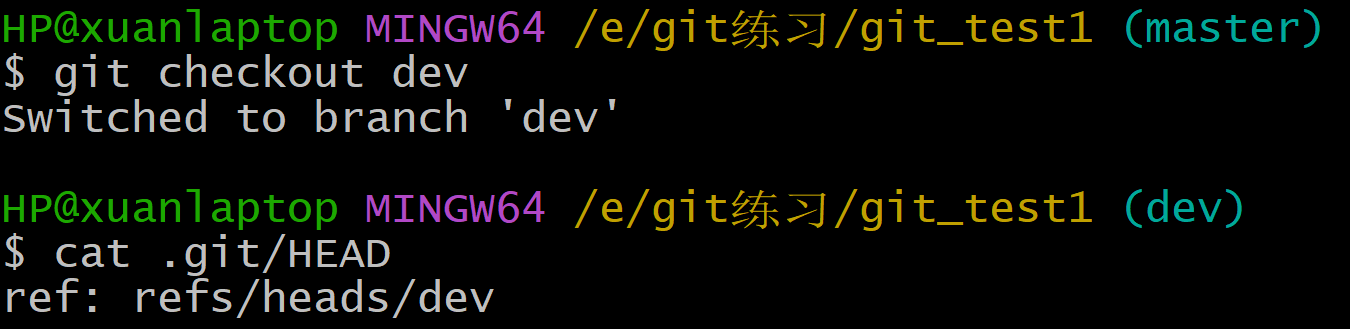 HP@xuanlaptop MINGW64 /e/git练习/git_test1 (master)
$ git checkout dev
Switched to branch 'dev'
HP@xuanlaptop MINGW64 /e/git练习/git_test1 (dev)
$ cat .git/HEAD
ref: refs/heads/dev